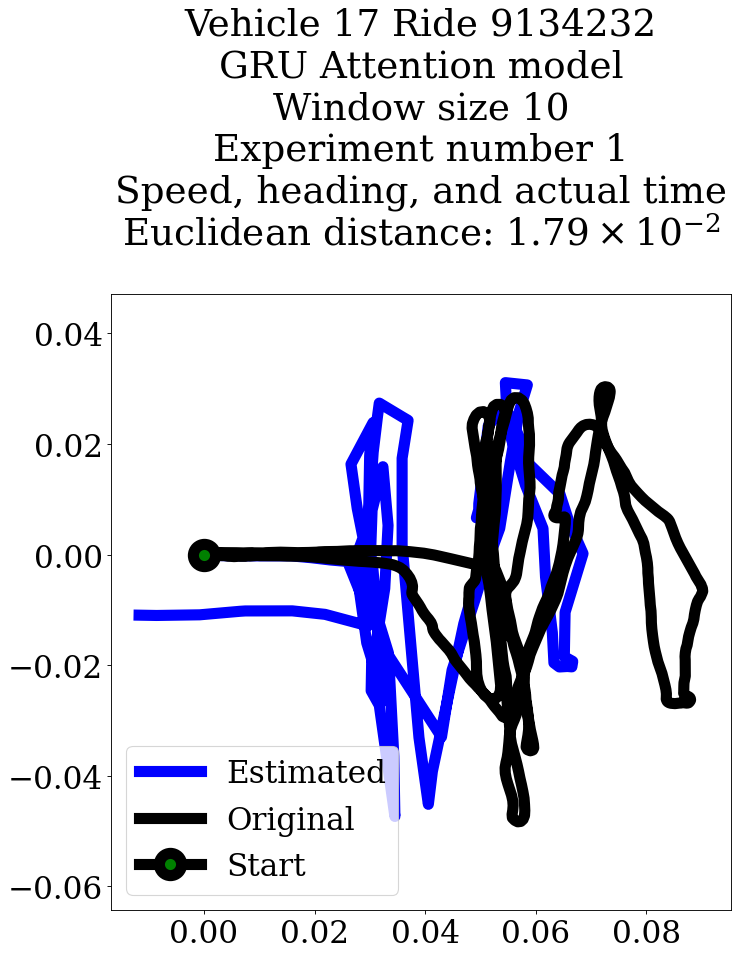 Vehicle 17 Ride 9134232
GRU Attention model
Window size 10
Experiment number 1
Speed, heading, and actual time
Euclidean distance: 1.79 × 10⁻²
0.04
0.02
0.00
−0.02
−0.04
−0.06
Estimated
Original
Start
0.00 0.02 0.04 0.06 0.08